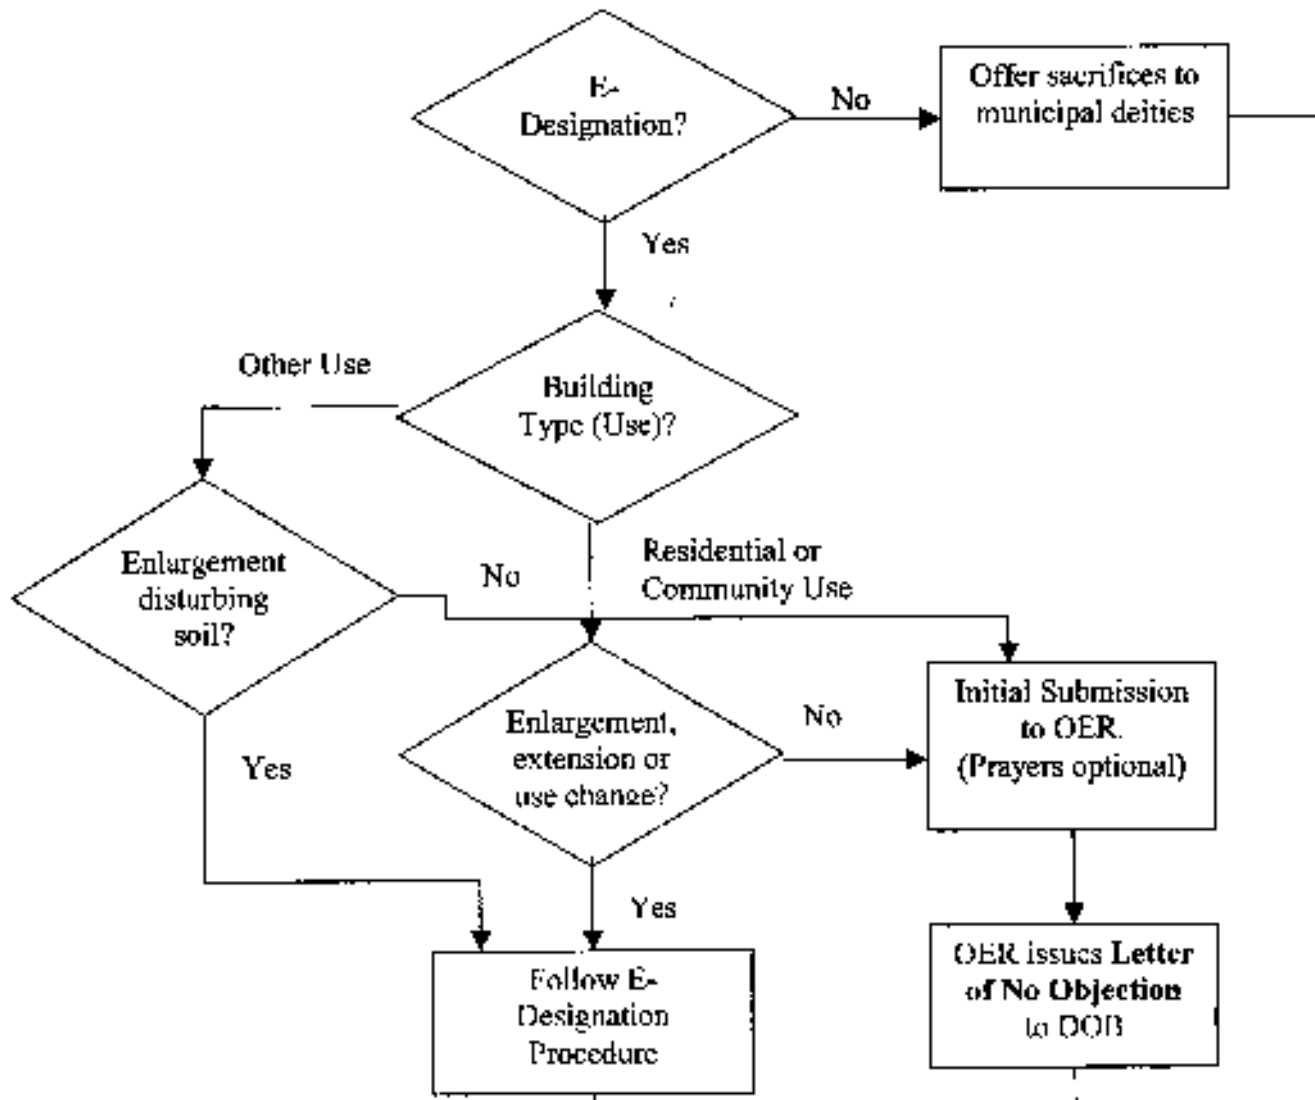 E-
Designation?
No
Offer sacrifices to
municipal deities
Yes
Other Use
Building
Type (Use)?
Enlargement
disturbing
soil?
No
Residential or
Community Use
Yes
Enlargement,
extension or
use change?
No
Initial Submission
to OER.
(Prayers optional)
Yes
Follow E-
Designation
Procedure
OER issues Letter
of No Objection
to DOB